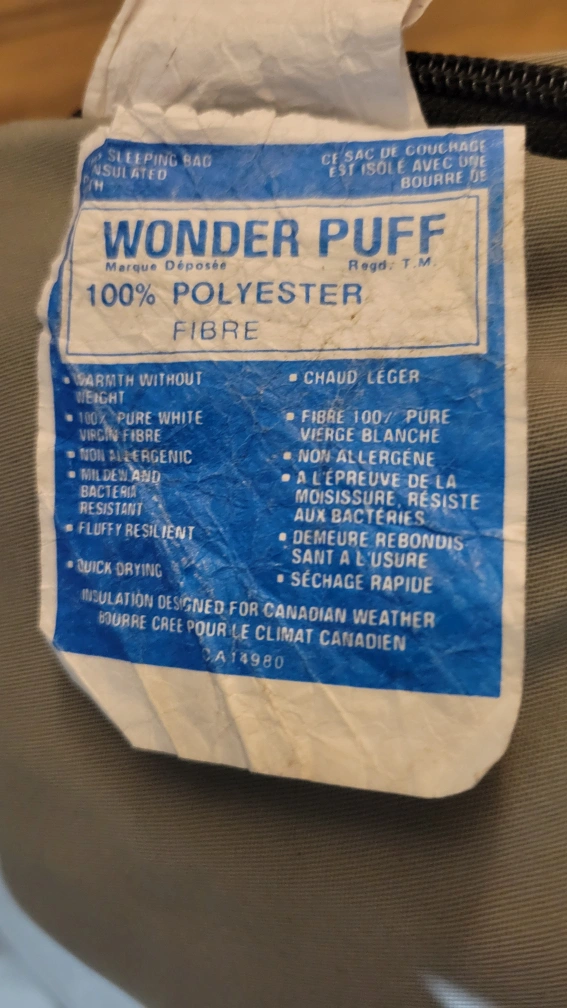 SLEEPING BAG
INSULATED
CE SAC DE COUCHAGE
EST ISOLÉ AVEC UNE
BOURRE DE
WONDER PUFF
Marque Déposée Regd. T.M.
100% POLYESTER
FIBRE
▪ WARMTH WITHOUT
WEIGHT
▪ 100% PURE WHITE
VIRGIN FIBRE
▪ NON ALLERGENIC
▪ MILDEW AND
BACTERIA
RESISTANT
▪ FLUFFY RESILIENT
▪ QUICK DRYING
▪ CHAUD, LÉGER
▪ FIBRE 100% PURE
VIERGE BLANCHE
▪ NON ALLERGÈNE
▪ A L'ÉPREUVE DE LA
MOISISSURE, RÉSISTE
AUX BACTÉRIES
▪ DEMEURE REBONDIS
SANT A L'USURE
▪ SÉCHAGE RAPIDE
INSULATION DESIGNED FOR CANADIAN WEATHER
BOURRE CREE POUR LE CLIMAT CANADIEN
CA14980